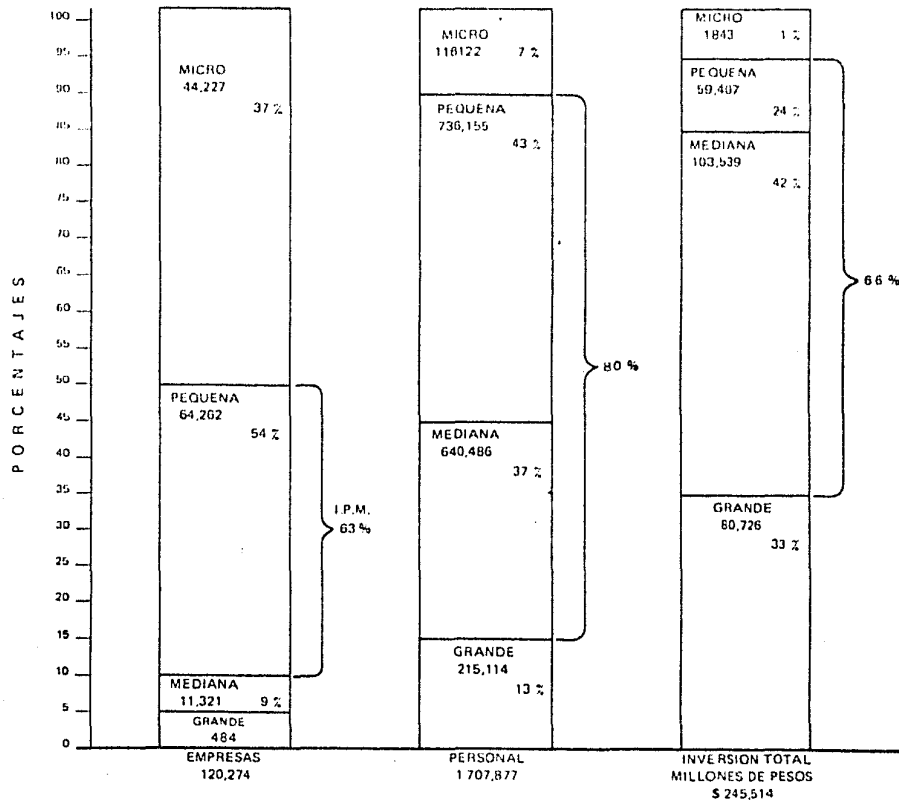 PORCENTAJES
100
95
90
85
80
75
70
65
60
55
50
45
40
35
30
25
20
15
10
5
0
MICRO
44,227
37 %
PEQUENA
64,262
54 %
I.P.M.
63 %
MEDIANA
11,321 9 %
GRANDE
484
EMPRESAS
120,274
MICRO
116122 7 %
PEQUENA
736,155
43 %
80 %
MEDIANA
640,486
37 %
GRANDE
215,114
13 %
PERSONAL
1 707,877
MICRO
1843 1 %
PEQUENA
59,407
24 %
MEDIANA
103,539
42 %
66 %
GRANDE
80,726
33 %
INVERSION TOTAL
MILLONES DE PESOS
$ 245,514